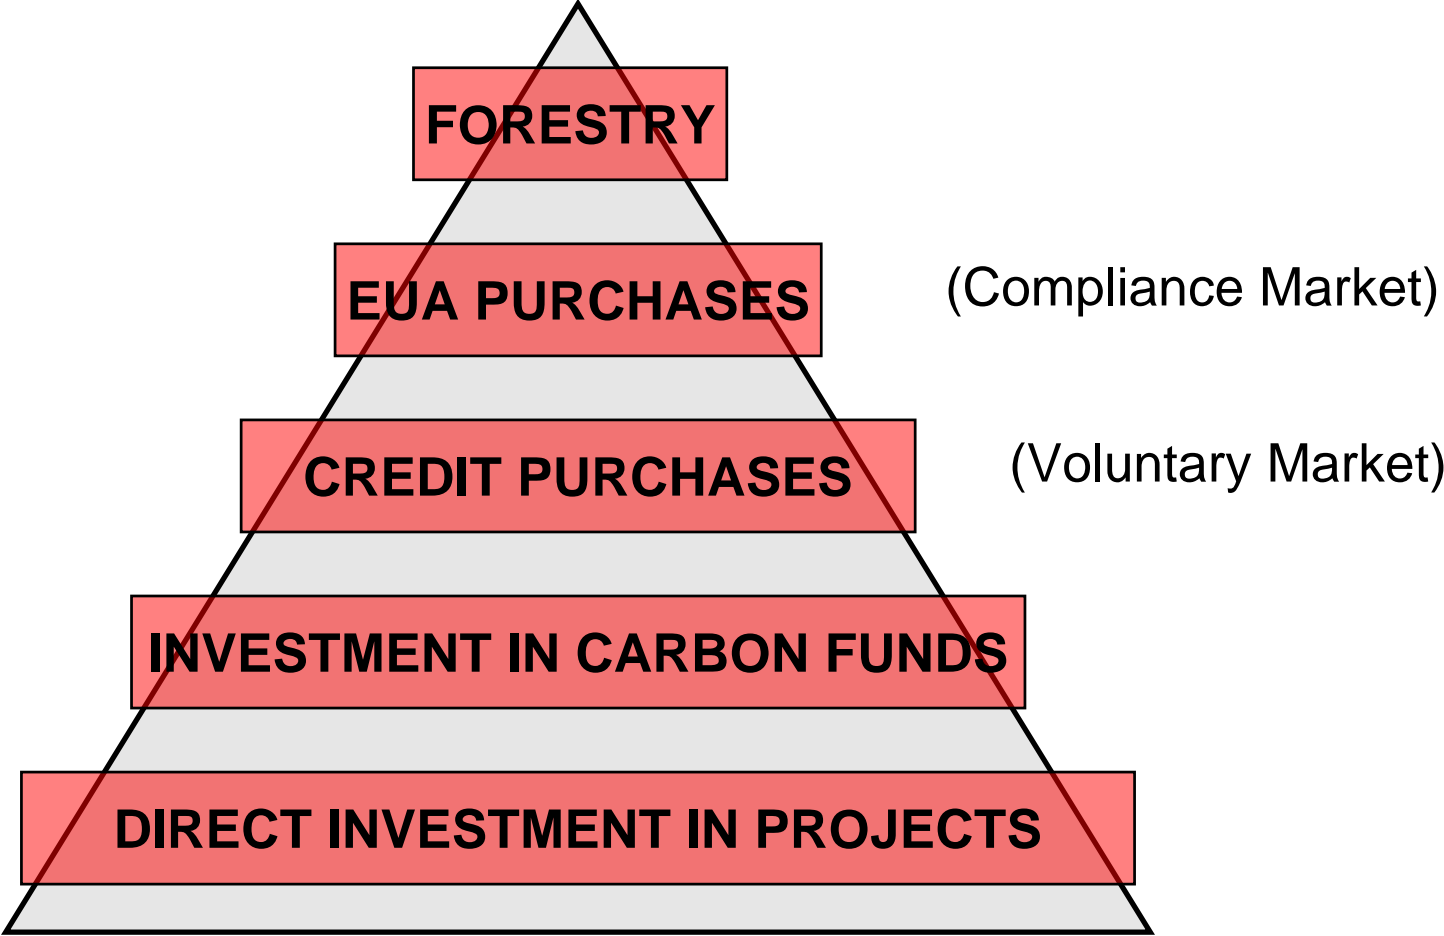 FORESTRY
EUA PURCHASES
(Compliance Market)
CREDIT PURCHASES
(Voluntary Market)
INVESTMENT IN CARBON FUNDS
DIRECT INVESTMENT IN PROJECTS